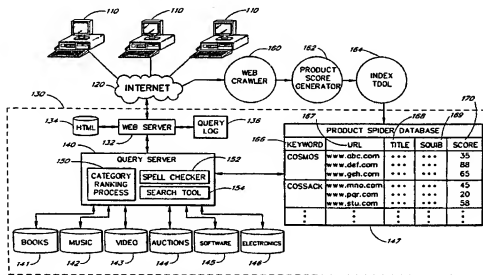 110
110
110
INTERNET
120
WEB
CRAWLER
160
PRODUCT
SCORE
GENERATOR
162
INDEX
TOOL
164
130
134
HTML
WEB SERVER
132
QUERY
LOG
136
140
QUERY SERVER
150
CATEGORY
RANKING
PROCESS
SPELL CHECKER
152
SEARCH TOOL
154
BOOKS
MUSIC
VIDEO
AUCTIONS
SOFTWARE
ELECTRONICS
141
142
143
144
145
146
166
167
168
169
170
PRODUCT SPIDER DATABASE
KEYWORD URL TITLE SQUIB SCORE
COSMOS www.abc.com 35
www.def.com 88
www.geh.com 65
COSSACK www.mno.com 45
www.pqr.com 20
www.stu.com 58
147